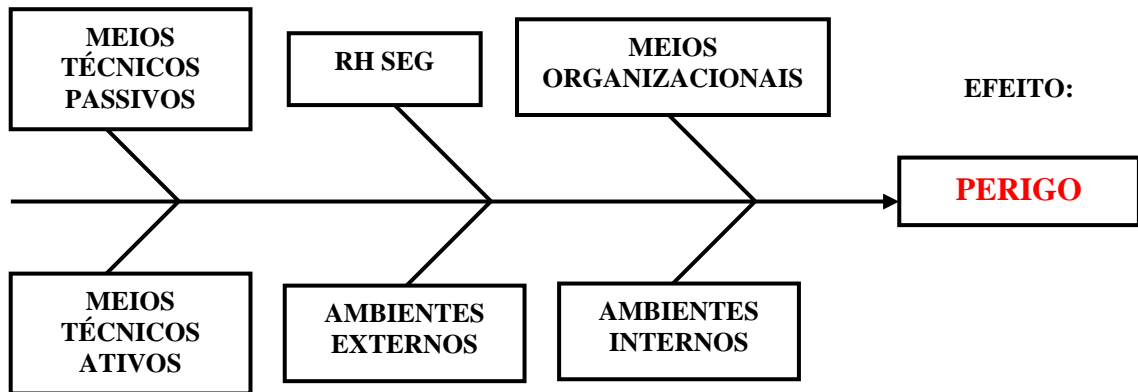 MEIOS
TÉCNICOS
PASSIVOS
RH SEG
MEIOS
ORGANIZACIONAIS
EFEITO:
PERIGO
MEIOS
TÉCNICOS
ATIVOS
AMBIENTES
EXTERNOS
AMBIENTES
INTERNOS